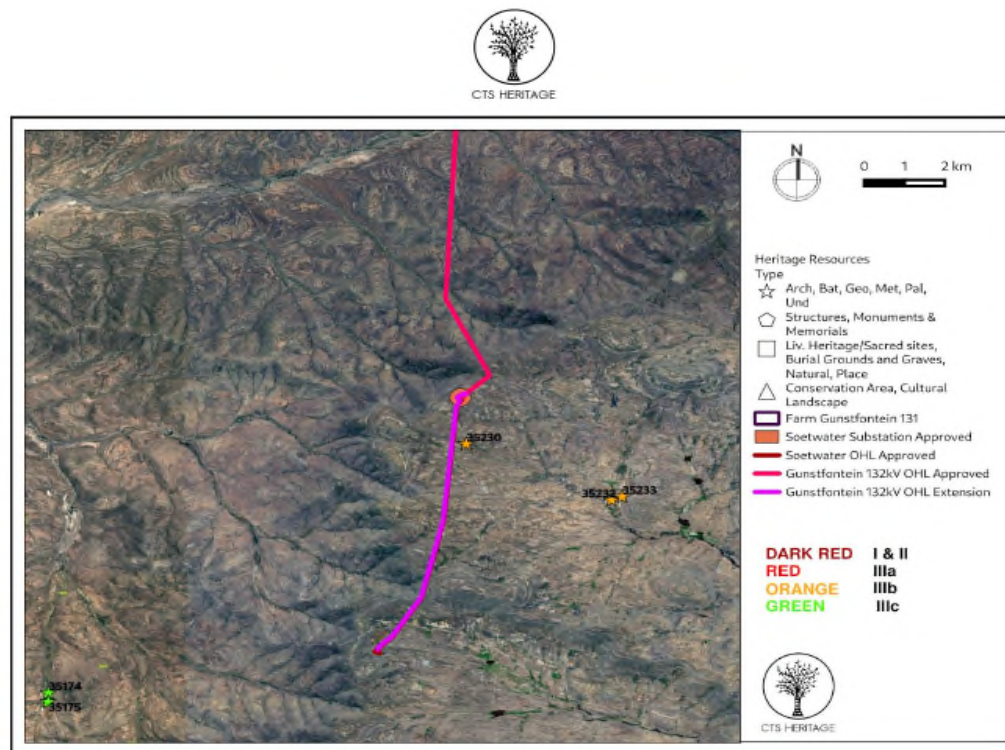 CTS HERITAGE
N
0 1 2 km
Heritage Resources
Type
Arch, Bat, Geo, Met, Pal,
Und
Structures, Monuments &
Memorials
Liv. Heritage/Sacred sites,
Burial Grounds and Graves,
Natural, Place
Conservation Area, Cultural
Landscape
Farm Gunstfontein 131
Soetwater Substation Approved
Soetwater OHL Approved
Gunstfontein 132kV OHL Approved
Gunstfontein 132kV OHL Extension
35230
35232
35233
35174
35175
DARK RED I & II
RED IIIa
ORANGE IIIb
GREEN IIIc
CTS HERITAGE